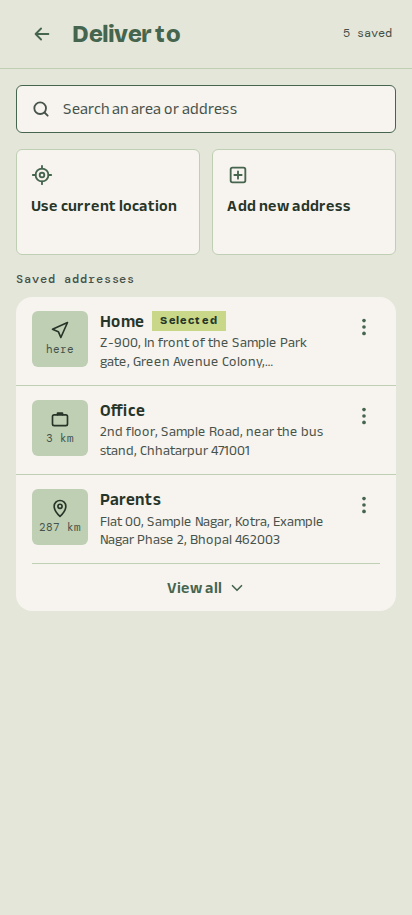 Deliver to
5 saved
Search an area or address
Use current location
Add new address
Saved addresses
here
Home
Selected
Z-900, In front of the Sample Park
gate, Green Avenue Colony,…
3 km
Office
2nd floor, Sample Road, near the bus
stand, Chhatarpur 471001
287 km
Parents
Flat 00, Sample Nagar, Kotra, Example
Nagar Phase 2, Bhopal 462003
View all